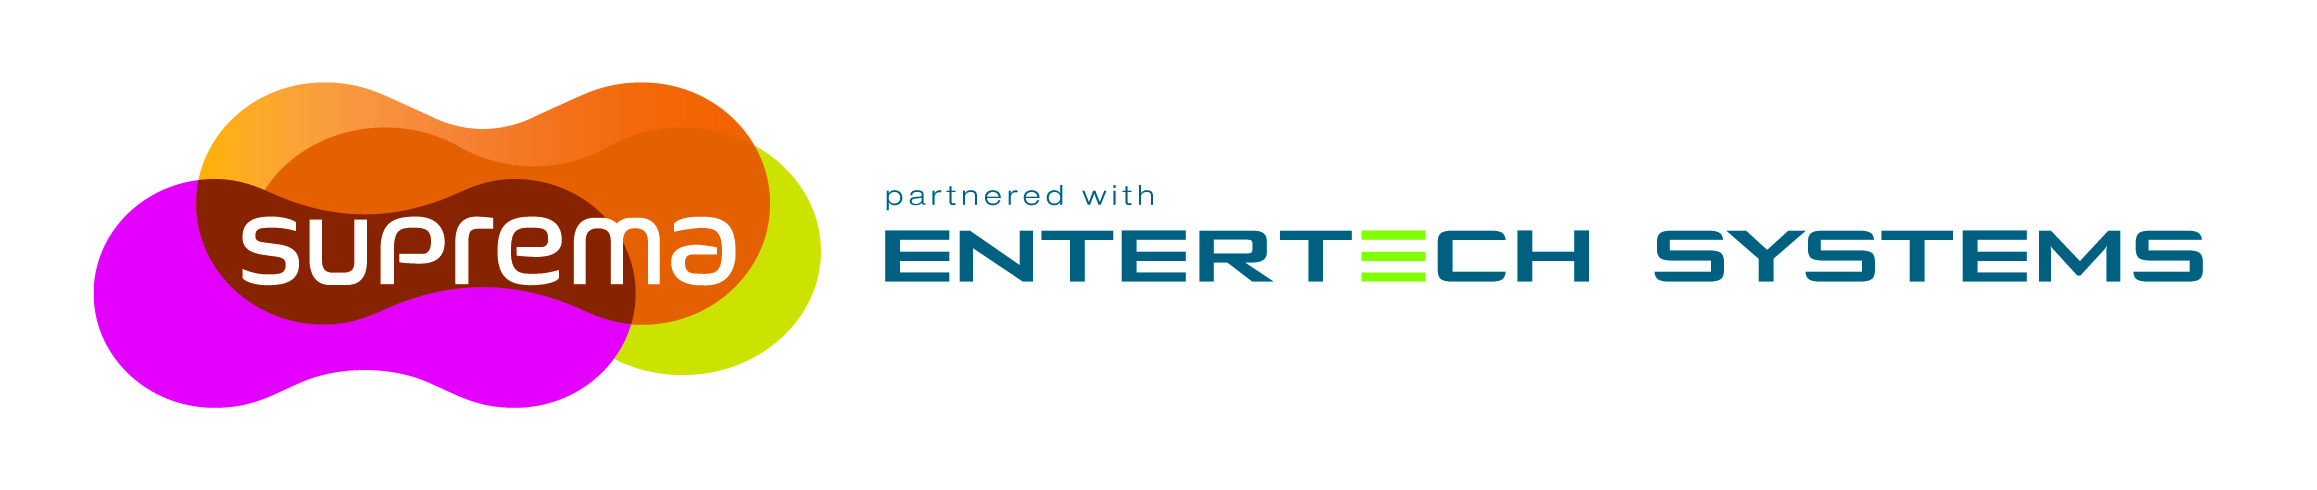 suprema
partnered with
ENTERTECH SYSTEMS